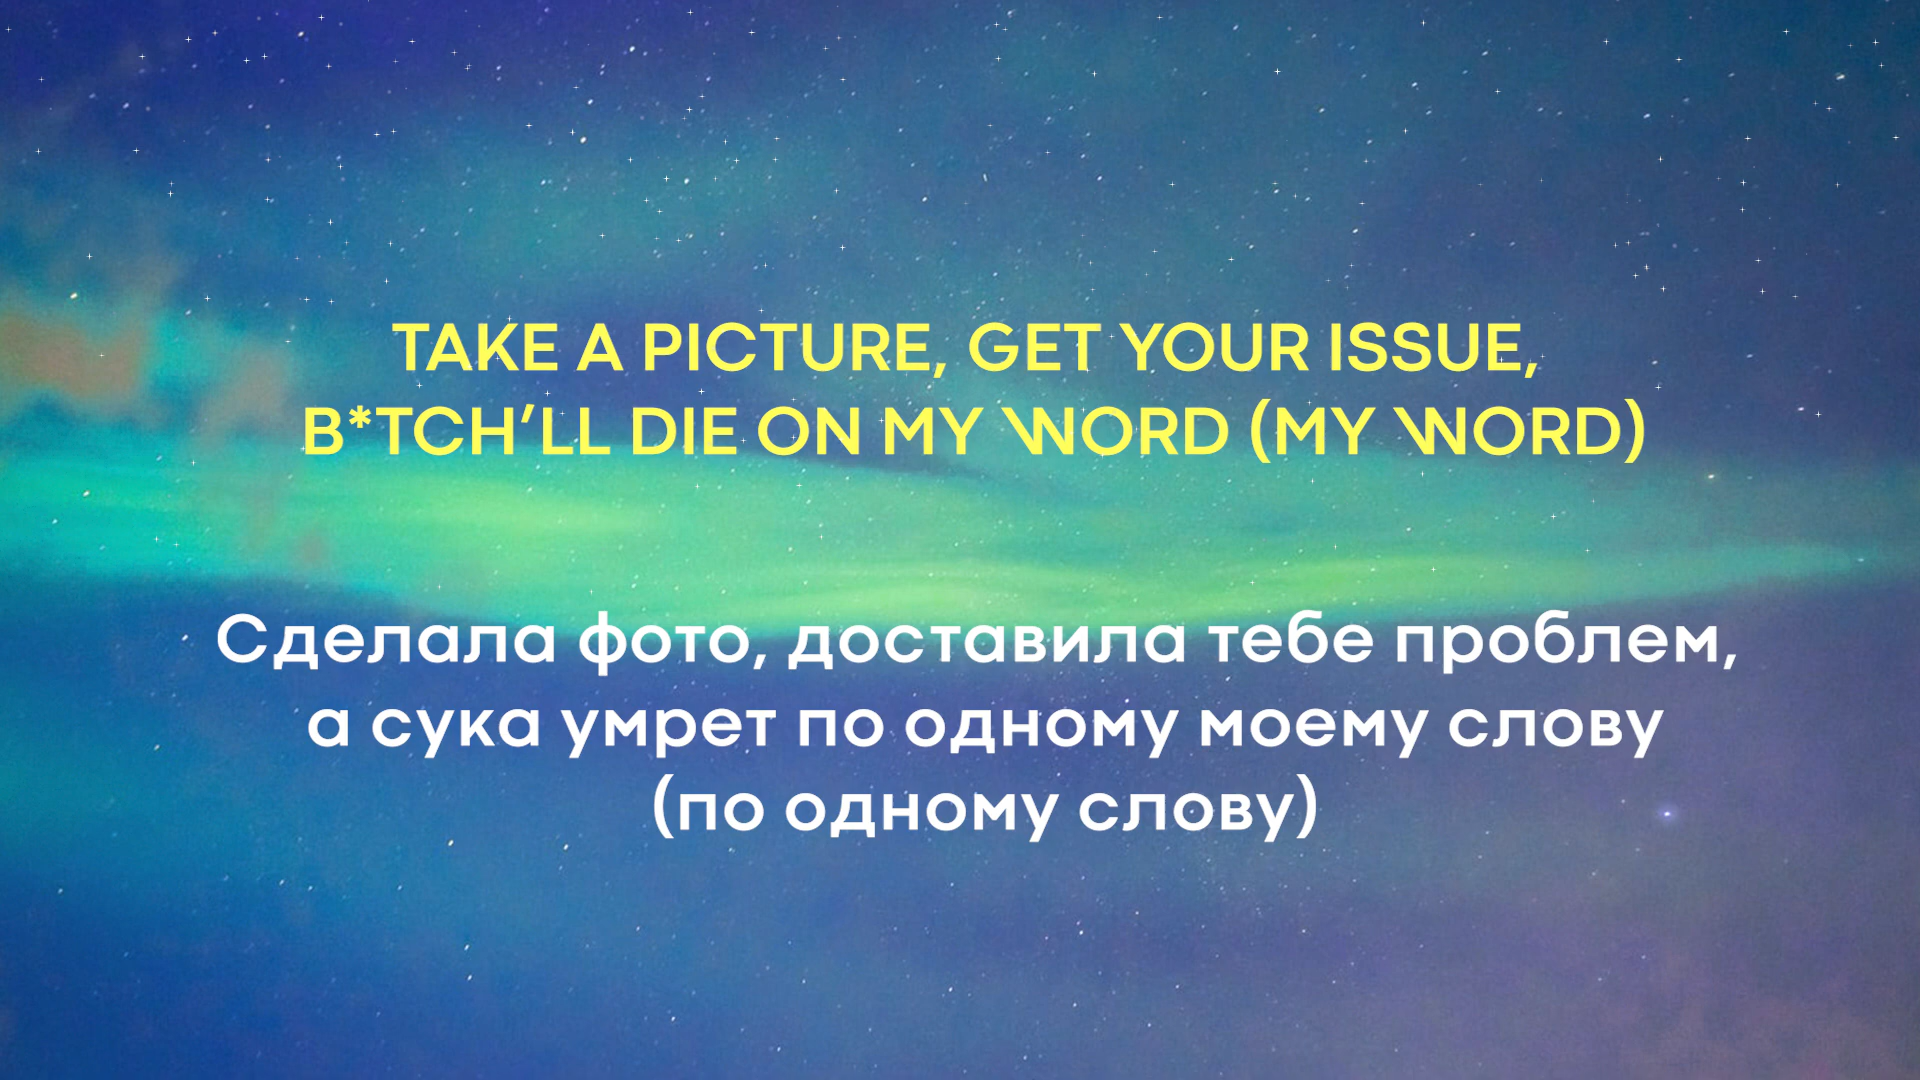 TAKE A PICTURE, GET YOUR ISSUE,
B*TCH’LL DIE ON MY WORD (MY WORD)
Сделала фото, доставила тебе проблем,
а сука умрет по одному моему слову
(по одному слову)